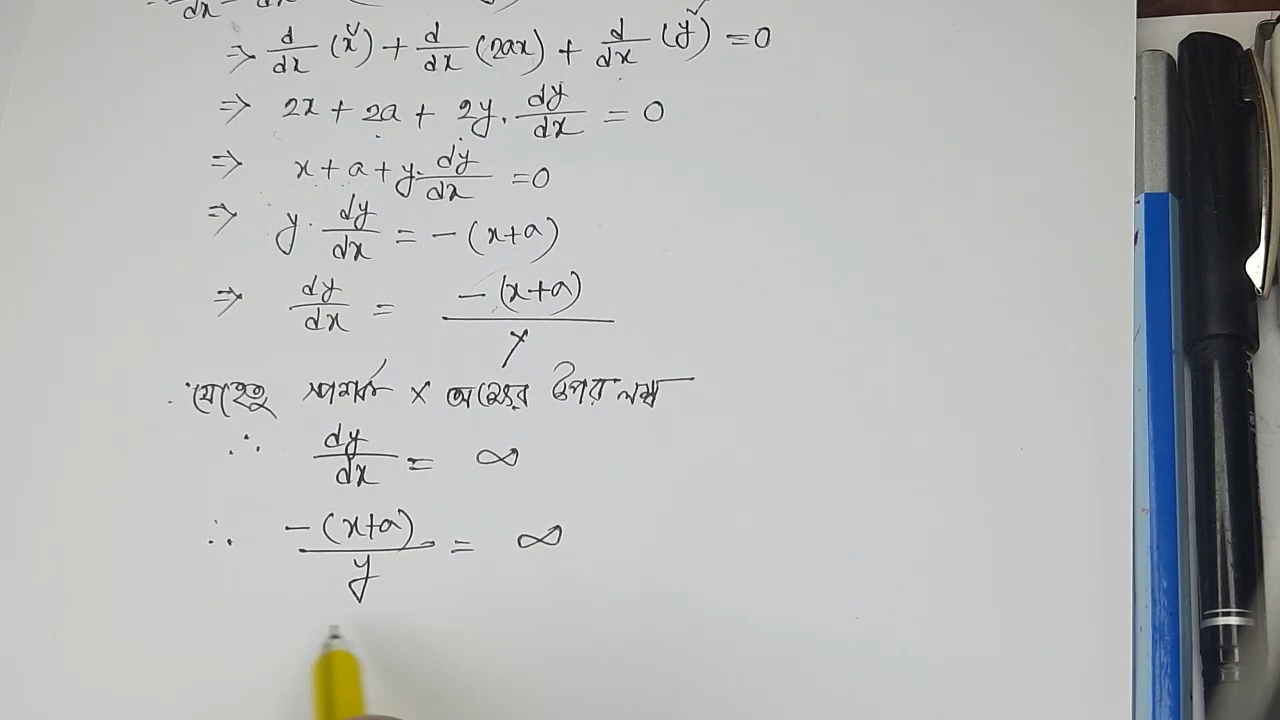 ⇒ d/dx (x²) + d/dx (2ax) + d/dx (y²) = 0
⇒ 2x + 2a + 2y. dy/dx = 0
⇒ x + a + y. dy/dx = 0
⇒ y. dy/dx = -(x+a)
⇒ dy/dx = -(x+a)/y
যেহেতু স্পর্শক x অক্ষের উপর লম্ব
∴ dy/dx = ∞
∴ -(x+a)/y = ∞